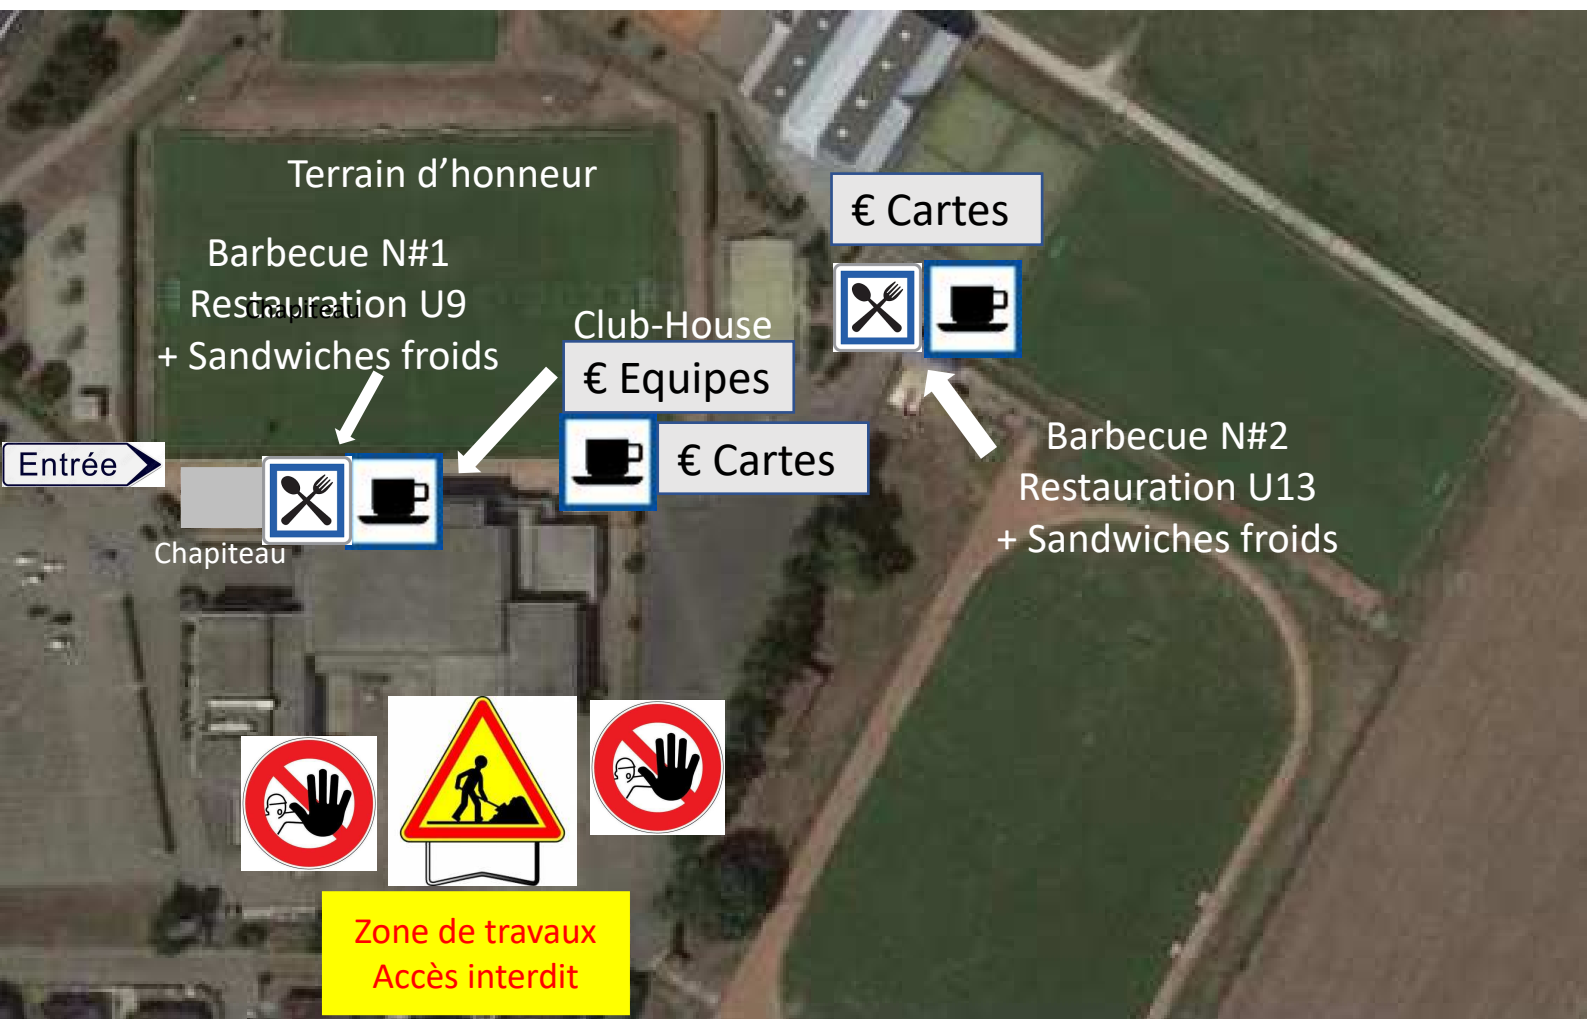 Terrain d’honneur
€ Cartes
Barbecue N#1
Restauration U9
+ Sandwiches froids
Chapiteau
Club-House
€ Equipes
€ Cartes
Entrée
Chapiteau
Barbecue N#2
Restauration U13
+ Sandwiches froids
Zone de travaux
Accès interdit